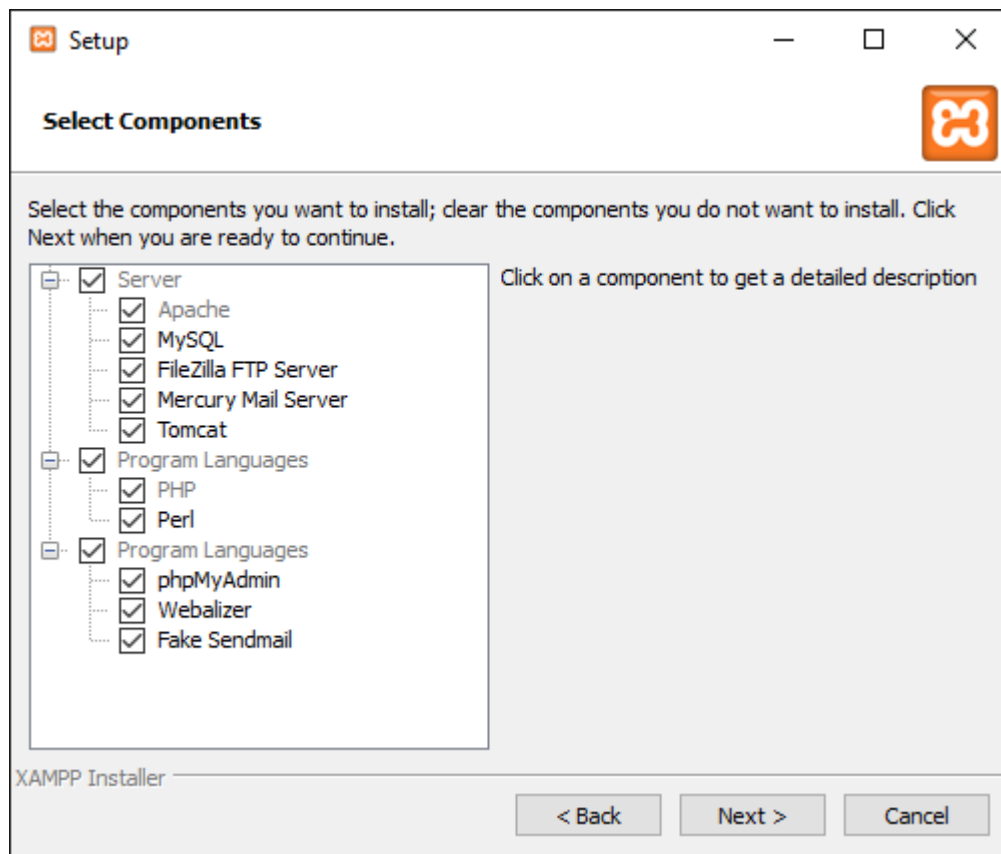 Setup
Select Components
Select the components you want to install; clear the components you do not want to install. Click
Next when you are ready to continue.
Server
Apache
MySQL
FileZilla FTP Server
Mercury Mail Server
Tomcat
Program Languages
PHP
Perl
Program Languages
phpMyAdmin
Webalizer
Fake Sendmail
Click on a component to get a detailed description
XAMPP Installer
< Back
Next >
Cancel